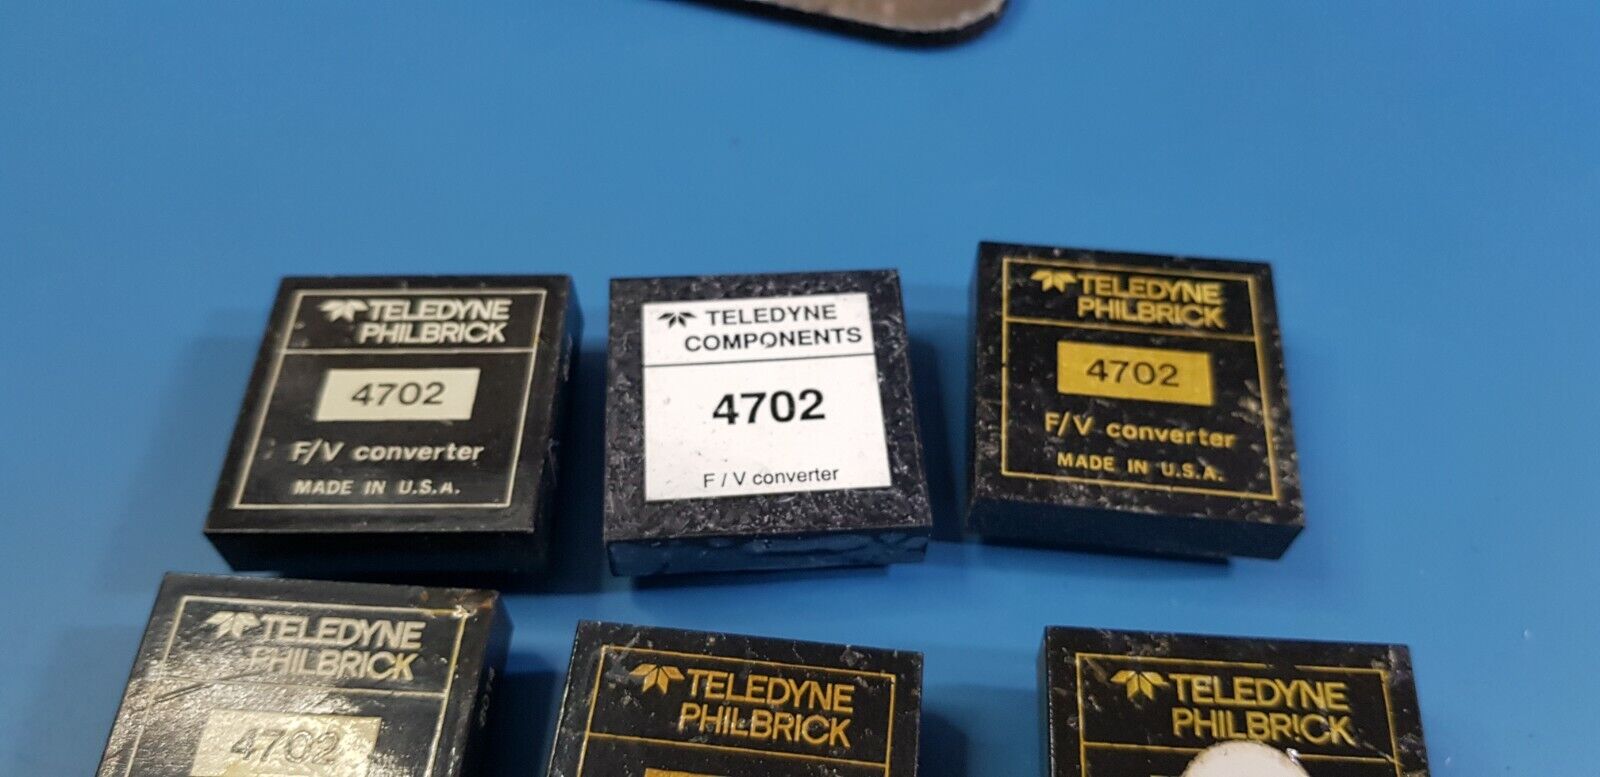 TELEDYNE
PHILBRICK
4702
F/V converter
MADE IN U.S.A.
TELEDYNE
COMPONENTS
4702
F / V converter
TELEDYNE
PHILBRICK
4702
F/V converter
MADE IN U.S.A.
TELEDYNE
PHILBRICK
4702
TELEDYNE
PHILBRICK
TELEDYNE
PHILBRICK